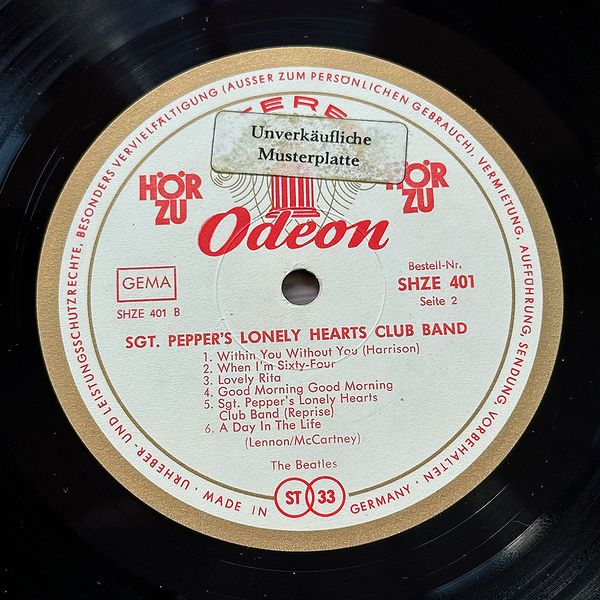 URHEBER- UND LEISTUNGSSCHUTZRECHTE, BESONDERS VERVIELFÄLTIGUNG (AUSSER ZUM PERSÖNLICHEN GEBRAUCH), VERMIETUNG, AUFFÜHRUNG, SENDUNG VORBEHALTEN · MADE IN GERMANY ·
Unverkäufliche
Musterplatte
HÖR
ZU
HÖR
ZU
Odeon
GEMA
SHZE 401 B
Bestell-Nr.
SHZE 401
Seite 2
SGT. PEPPER'S LONELY HEARTS CLUB BAND
1. Within You Without You (Harrison)
2. When I'm Sixty-Four
3. Lovely Rita
4. Good Morning Good Morning
5. Sgt. Pepper's Lonely Hearts
Club Band (Reprise)
6. A Day In The Life
(Lennon/McCartney)
The Beatles
ST 33